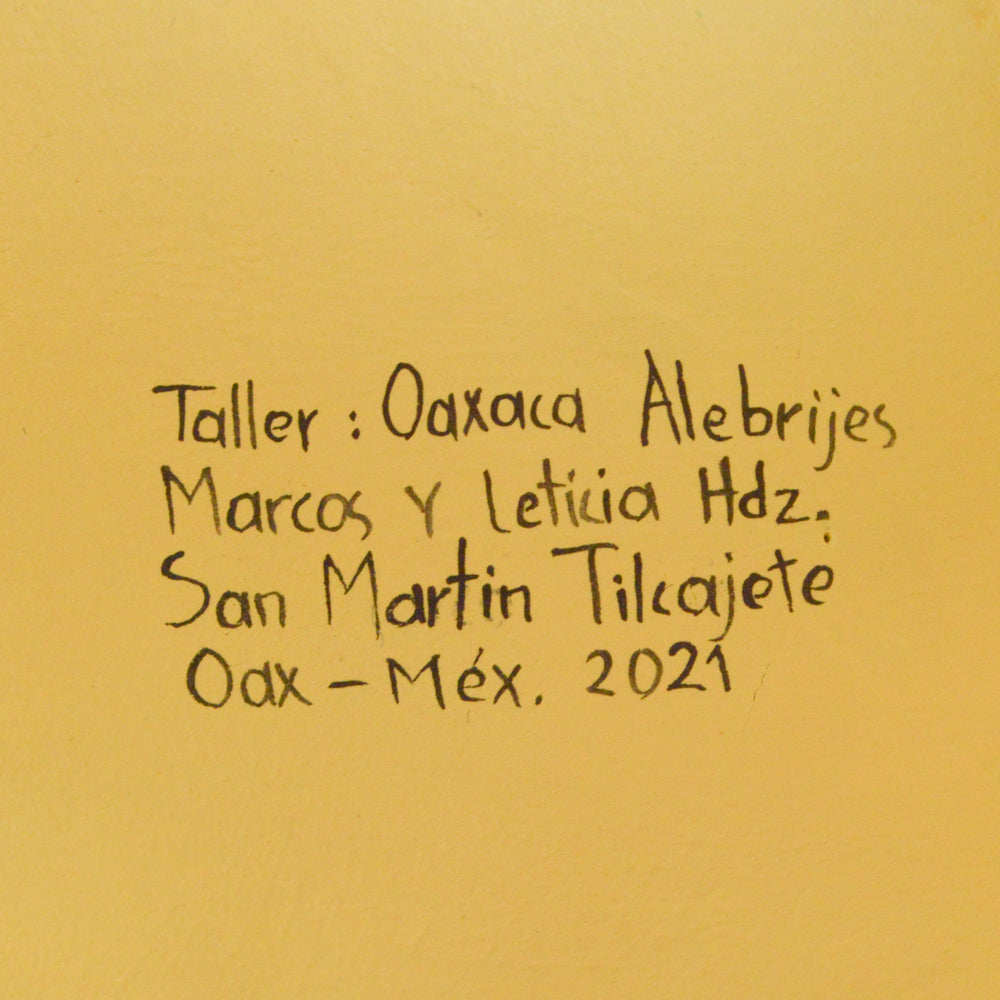 Taller : Oaxaca Alebrijes
Marcos y Leticia Hdz.
San Martin Tilcajete
Oax - Méx. 2021